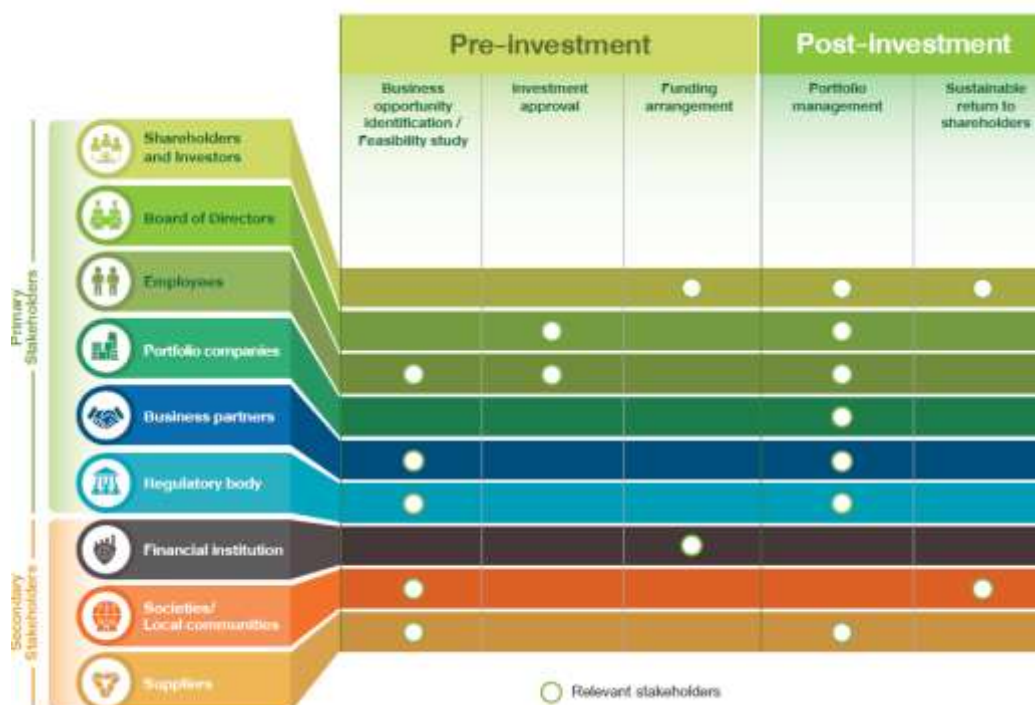 Pre-investment
Post-investment
Business
opportunity
identification /
Feasibility study
Investment
approval
Funding
arrangement
Portfolio
management
Sustainable
return to
shareholders
Primary
Stakeholders
Shareholders
and Investors
Board of Directors
Employees
Portfolio companies
Business partners
Regulatory body
Secondary
Stakeholders
Financial institution
Societies/
Local communities
Suppliers
Relevant stakeholders